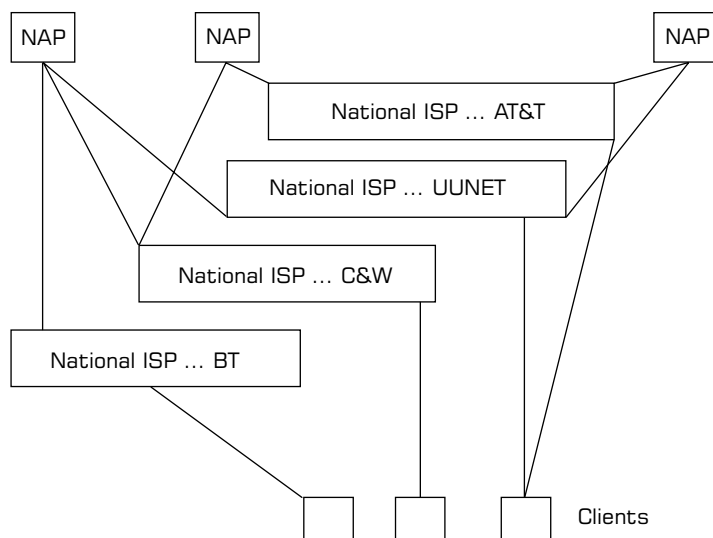 NAP
NAP
NAP
National ISP ... AT&T
National ISP ... UUNET
National ISP ... C&W
National ISP ... BT
Clients